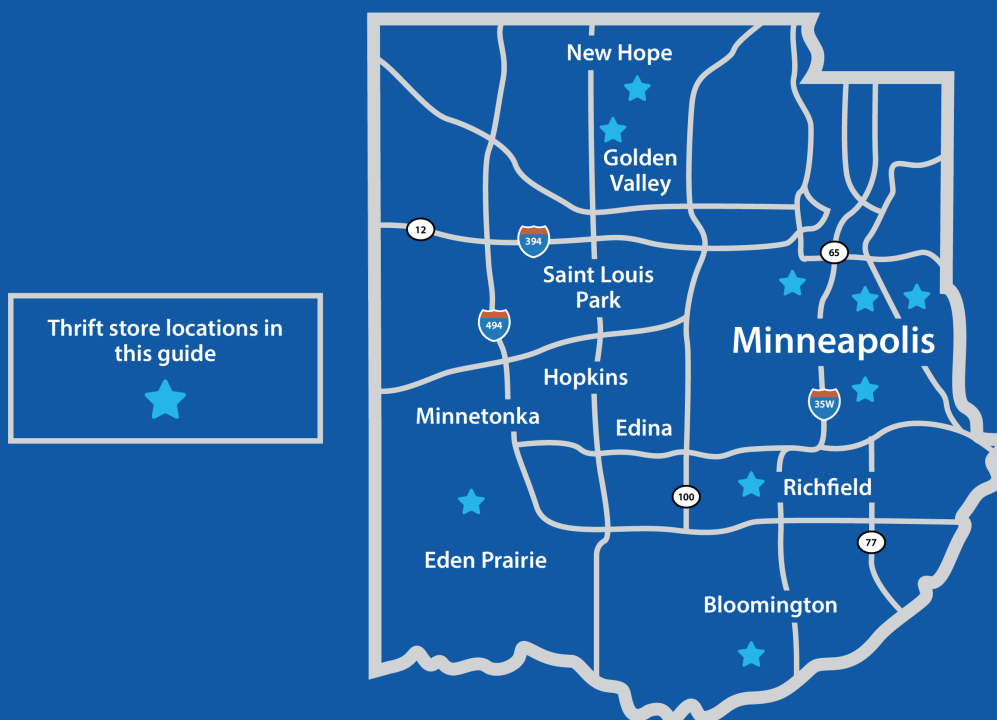 New Hope
Golden
Valley
12
394
65
Saint Louis
Park
Thrift store locations in
this guide
494
Minneapolis
Hopkins
35W
Minnetonka
Edina
Richfield
100
77
Eden Prairie
Bloomington